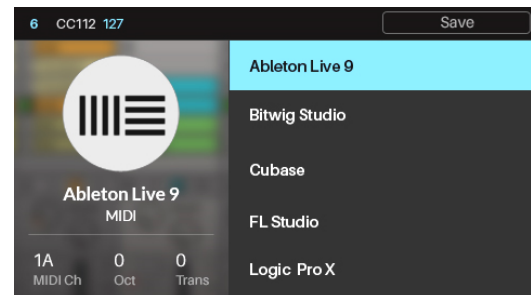 6 CC112 127 Save
Ableton Live 9
MIDI
1A 0 0
MIDI Ch Oct Trans
Ableton Live 9
Bitwig Studio
Cubase
FL Studio
Logic Pro X